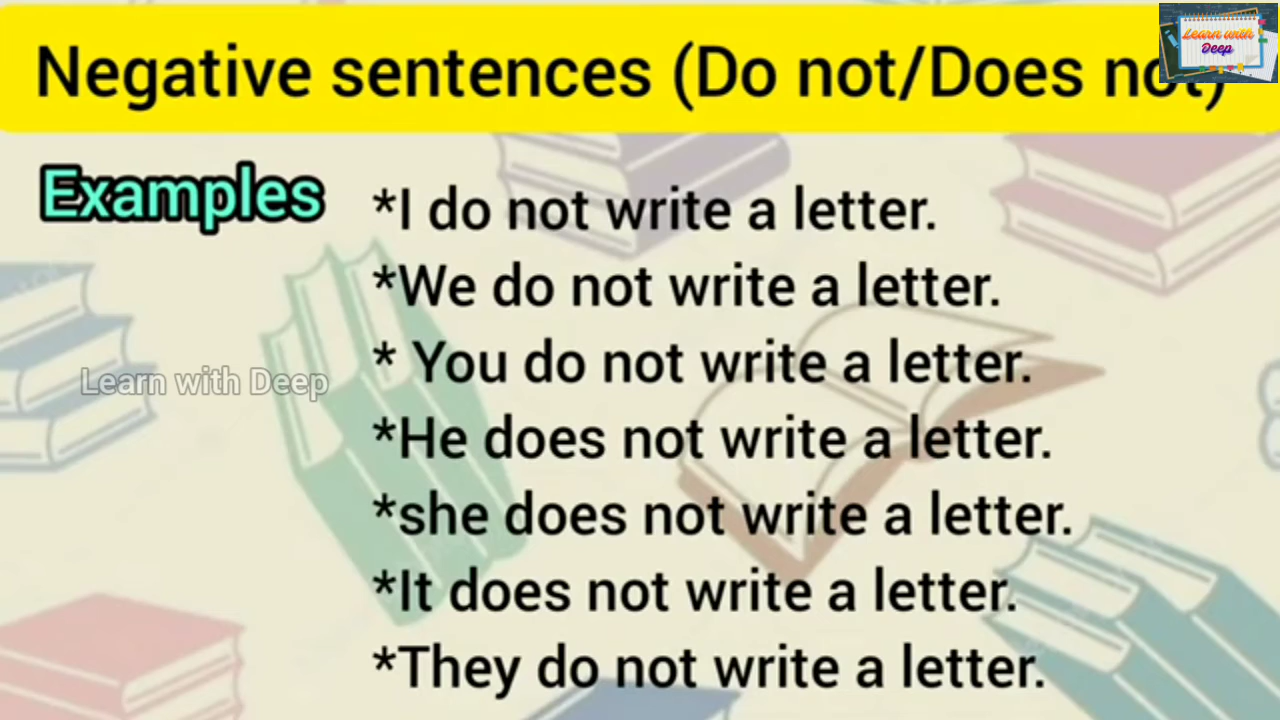 Negative sentences (Do not/Does not)
Learn with
Deep
Examples
*I do not write a letter.
*We do not write a letter.
* You do not write a letter.
Learn with Deep
*He does not write a letter.
*she does not write a letter.
*It does not write a letter.
*They do not write a letter.